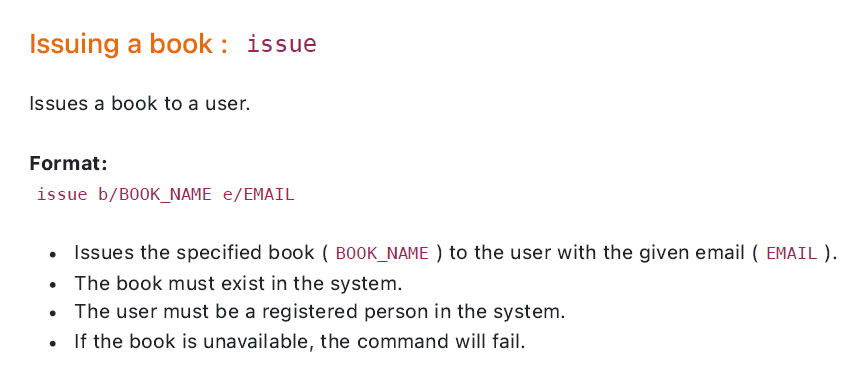 Issuing a book : issue
Issues a book to a user.
Format:
issue b/BOOK_NAME e/EMAIL
• Issues the specified book ( BOOK_NAME ) to the user with the given email ( EMAIL ).
• The book must exist in the system.
• The user must be a registered person in the system.
• If the book is unavailable, the command will fail.